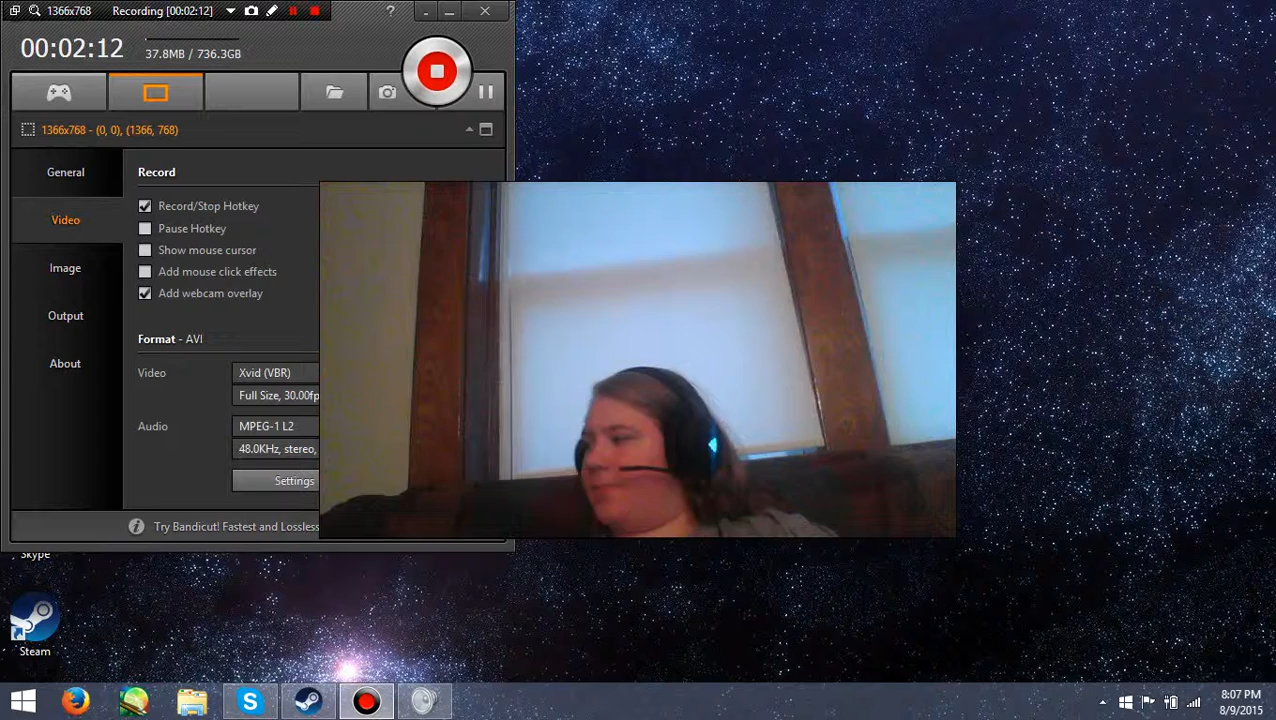 1366x768 Recording [00:02:12]
?
00:02:12 37.8MB / 736.3GB
1366x768 - (0, 0), (1366, 768)
General
Video
Image
Output
About
Record
Record/Stop Hotkey
Pause Hotkey
Show mouse cursor
Add mouse click effects
Add webcam overlay
Format - AVI
Video Xvid (VBR)
Full Size, 30.00fp
Audio MPEG-1 L2
48.0KHz, stereo,
Settings
Try Bandicut! Fastest and Lossless
Skype
Steam
8:07 PM
8/9/2015